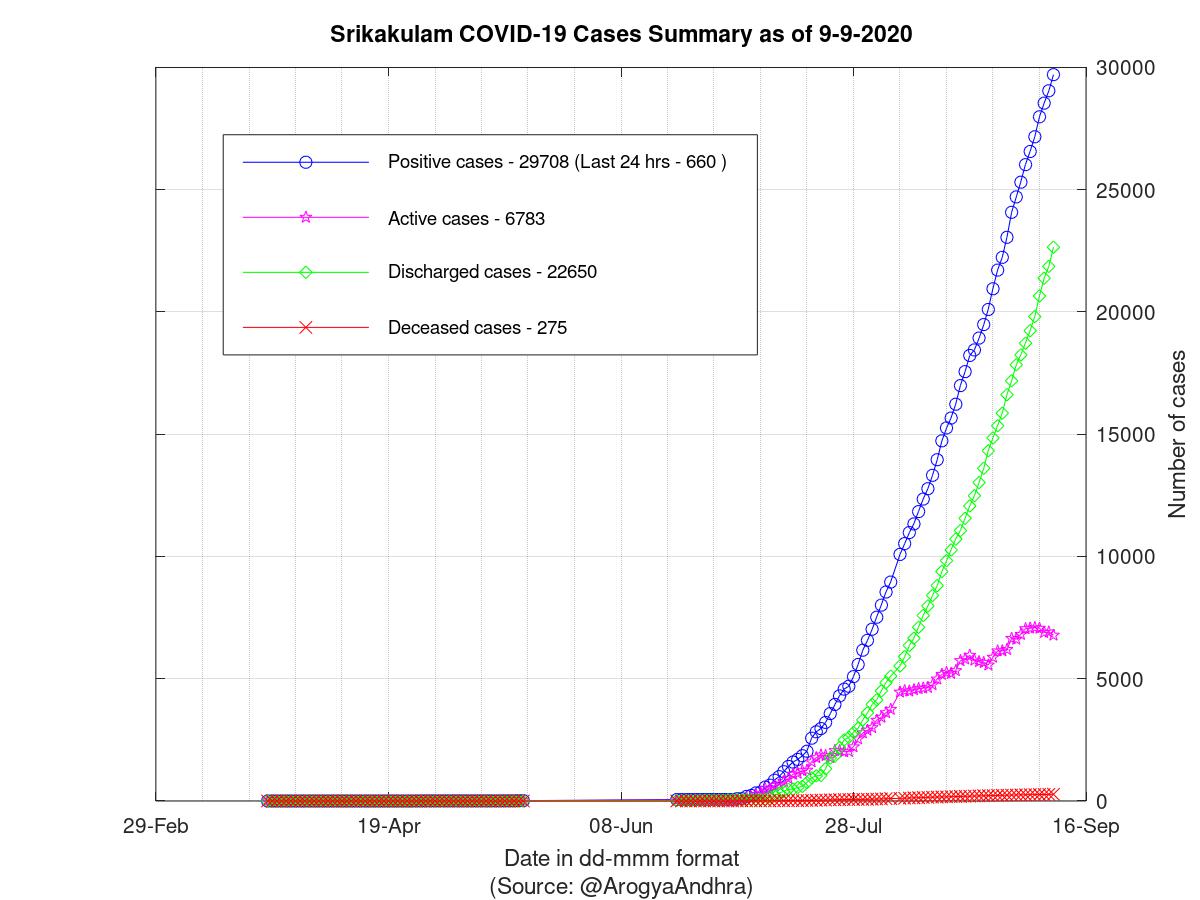 Srikakulam COVID-19 Cases Summary as of 9-9-2020
30000
Positive cases - 29708 (Last 24 hrs - 660 )
25000
Active cases - 6783
Discharged cases - 22650
20000
Deceased cases - 275
15000
Number of cases
10000
5000
0
29-Feb 19-Apr 08-Jun 28-Jul 16-Sep
Date in dd-mmm format
(Source: @ArogyaAndhra)